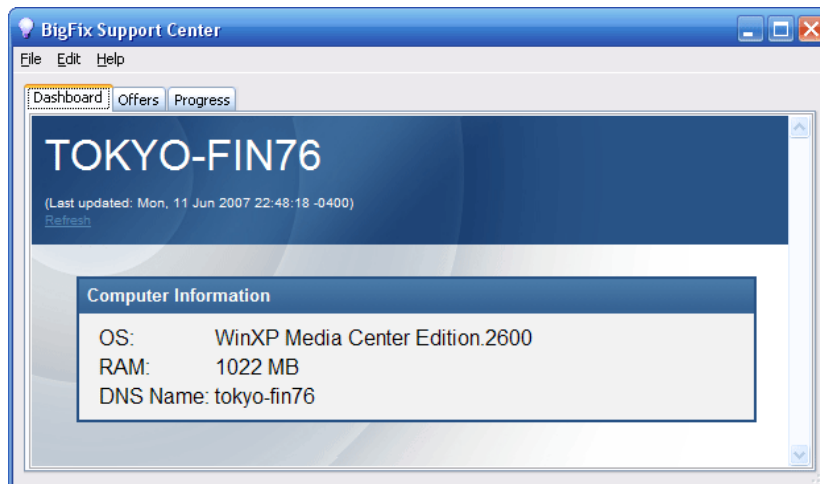 BigFix Support Center
File Edit Help
Dashboard Offers Progress
TOKYO-FIN76
(Last updated: Mon, 11 Jun 2007 22:48:18 -0400)
Refresh
Computer Information
OS: WinXP Media Center Edition.2600
RAM: 1022 MB
DNS Name: tokyo-fin76